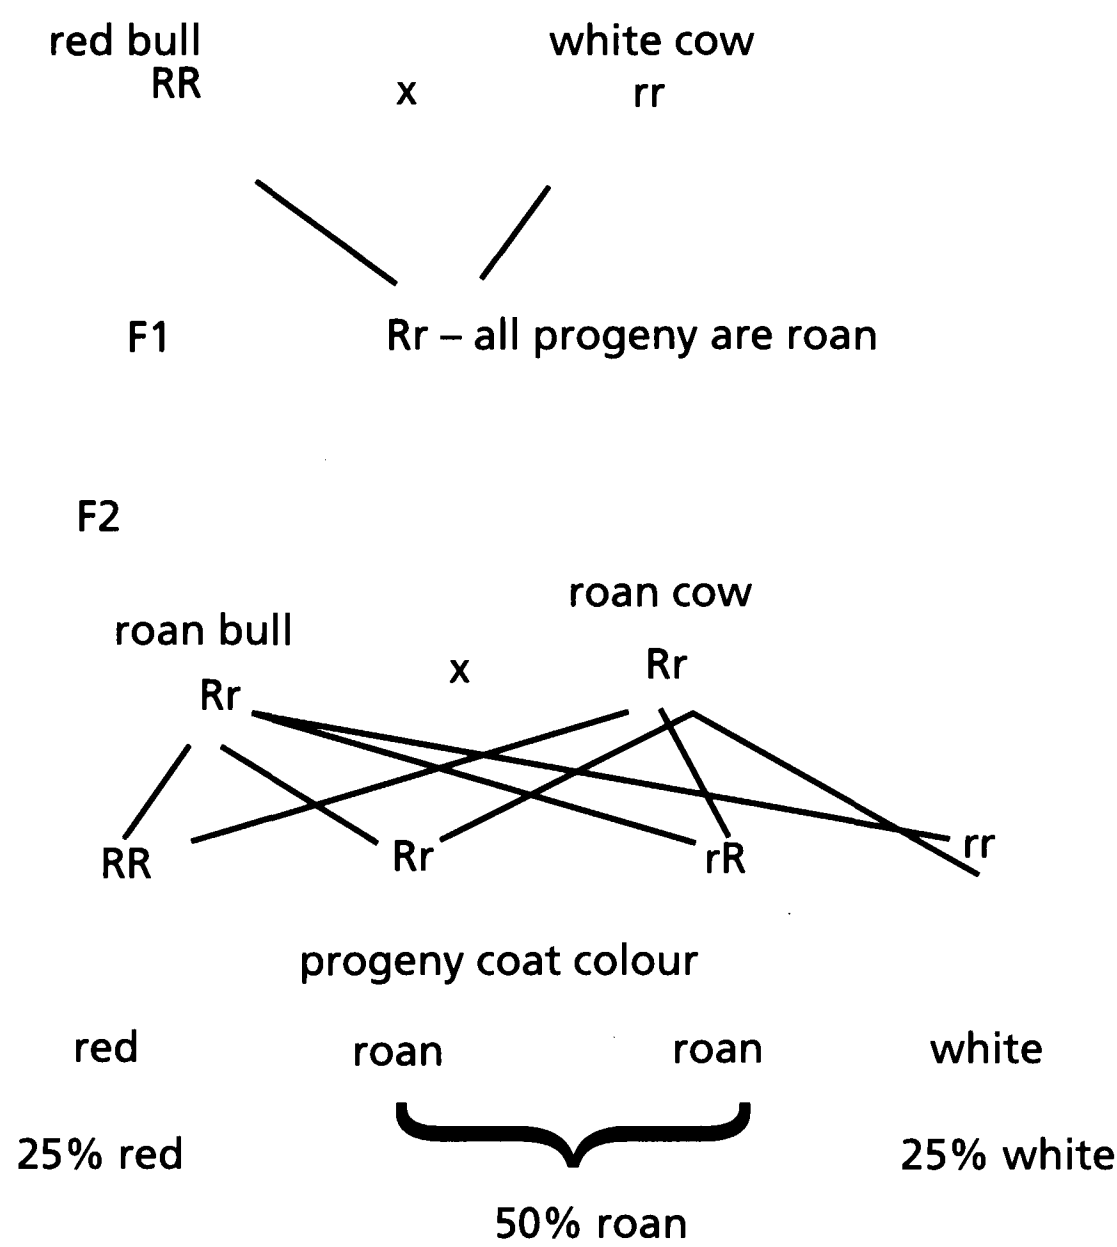 red bull white cow
RR x rr
F1 Rr – all progeny are roan
F2
roan cow
roan bull
Rr x Rr
RR Rr rR rr
progeny coat colour
red roan roan white
25% red 25% white
50% roan